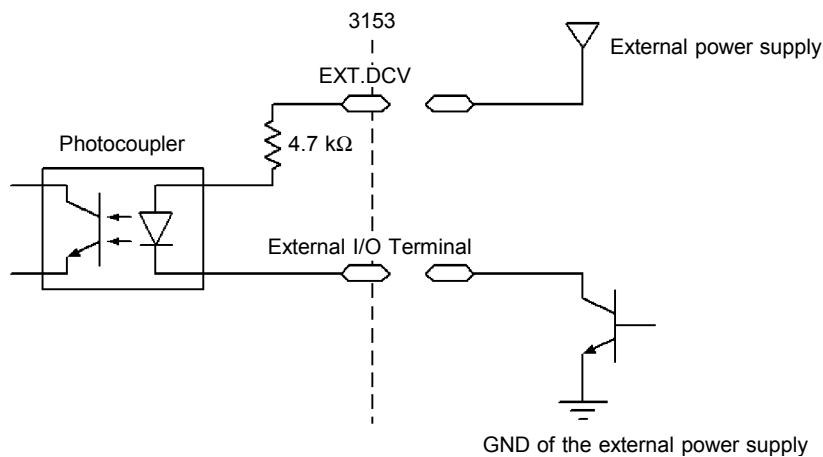 3153
External power supply
EXT.DCV
Photocoupler
4.7 kΩ
External I/O Terminal
GND of the external power supply